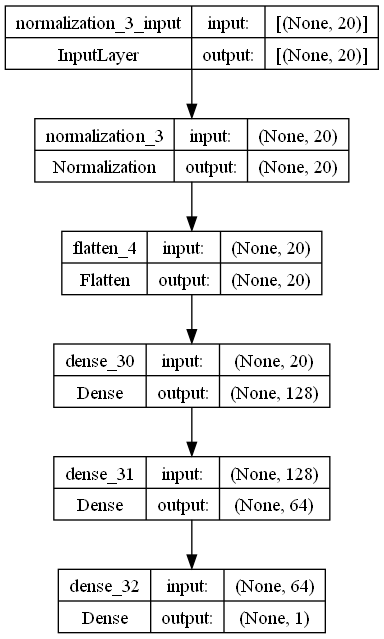 normalization_3_input input: [(None, 20)]
InputLayer output: [(None, 20)]
normalization_3 input: (None, 20)
Normalization output: (None, 20)
flatten_4 input: (None, 20)
Flatten output: (None, 20)
dense_30 input: (None, 20)
Dense output: (None, 128)
dense_31 input: (None, 128)
Dense output: (None, 64)
dense_32 input: (None, 64)
Dense output: (None, 1)